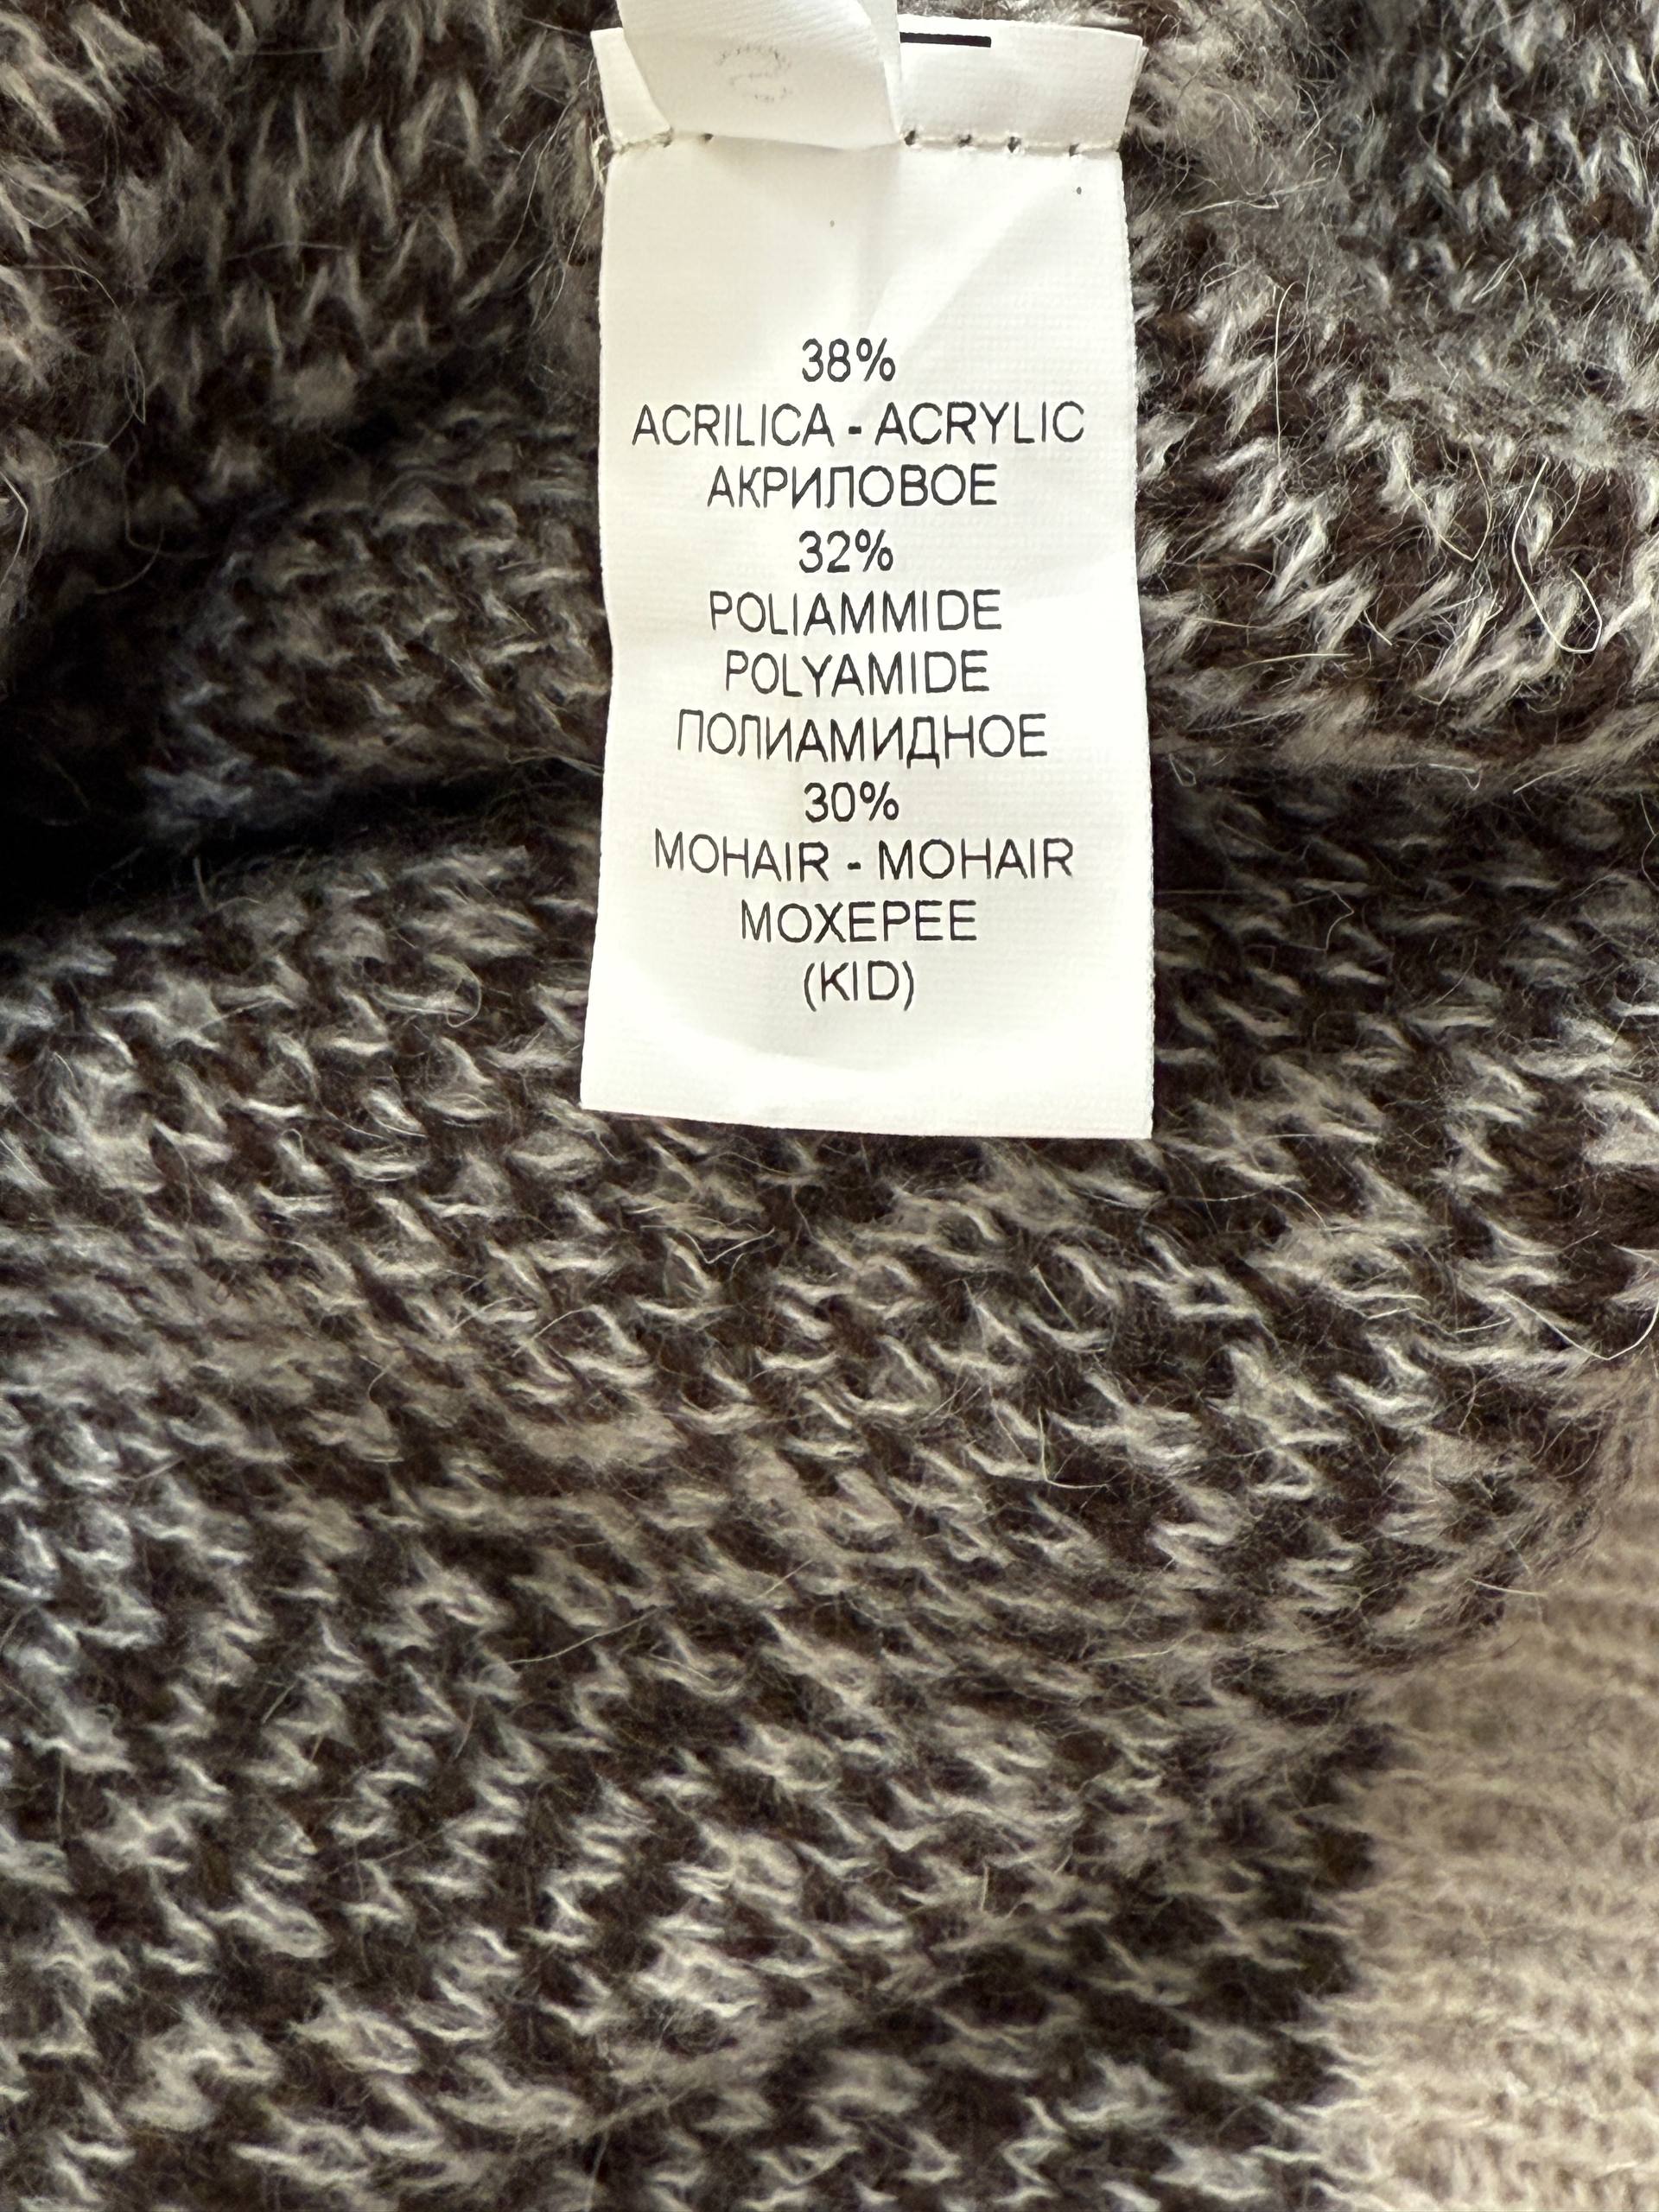 38%
ACRILICA - ACRYLIC
АКРИЛОВОЕ
32%
POLIAMMIDE
POLYAMIDE
ПОЛИАМИДНОЕ
30%
MOHAIR - MOHAIR
МОХЕРЕЕ
(KID)